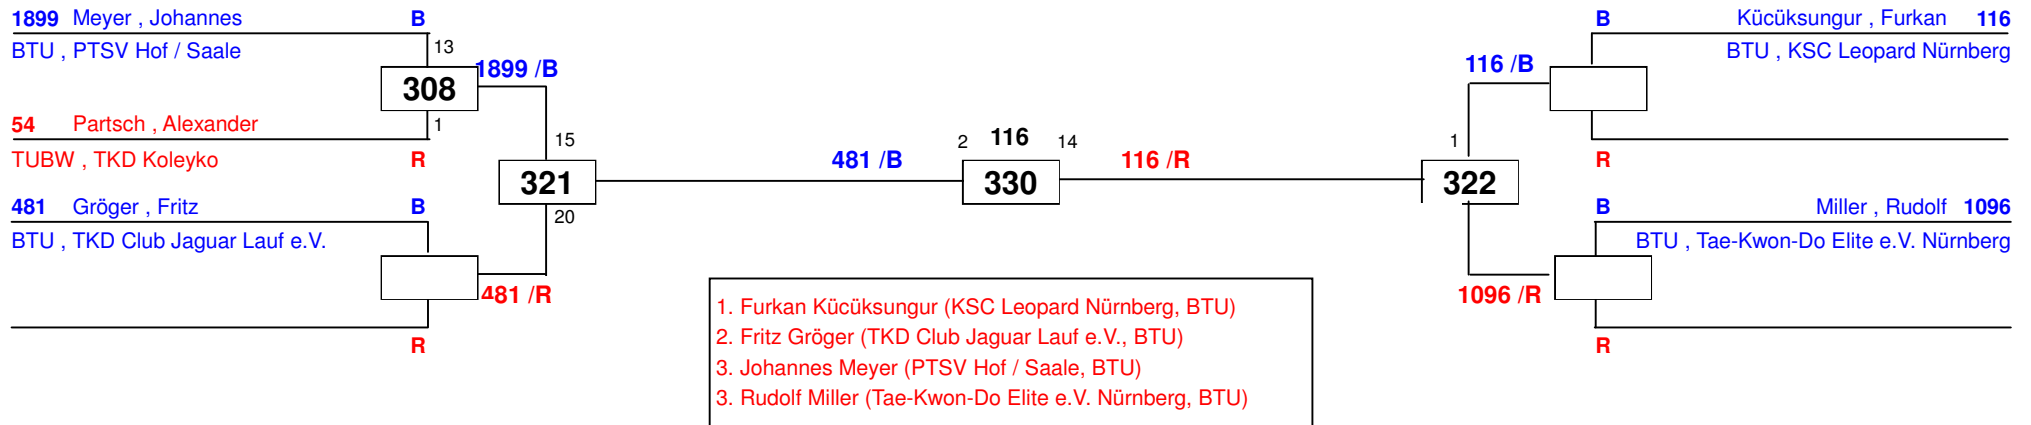 1899 Meyer , Johannes B
BTU , PTSV Hof / Saale
13
308
1899 /B
1
54 Partsch , Alexander
TUBW , TKD Koleyko R
15
321
20
481 Gröger , Fritz B
BTU , TKD Club Jaguar Lauf e.V.
481 /R
R
481 /B
2 116 14
330
116 /R
B Kücüksungur , Furkan 116
BTU , KSC Leopard Nürnberg
116 /B
R
1
322
B Miller , Rudolf 1096
BTU , Tae-Kwon-Do Elite e.V. Nürnberg
1096 /R
R
1. Furkan Kücüksungur (KSC Leopard Nürnberg, BTU)
2. Fritz Gröger (TKD Club Jaguar Lauf e.V., BTU)
3. Johannes Meyer (PTSV Hof / Saale, BTU)
3. Rudolf Miller (Tae-Kwon-Do Elite e.V. Nürnberg, BTU)